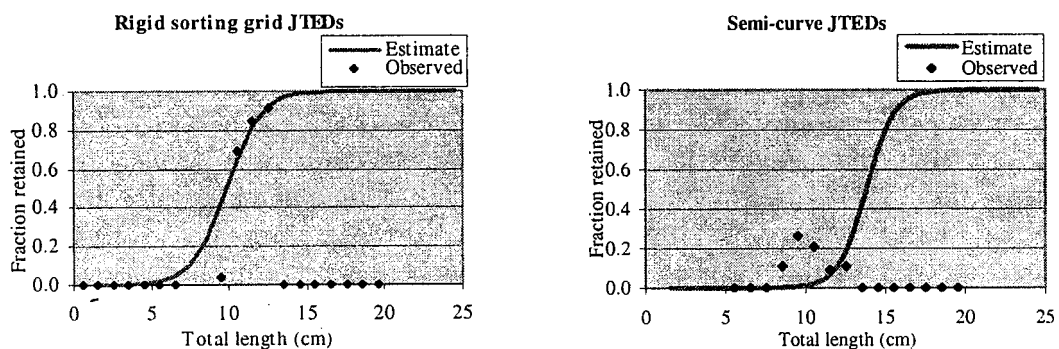 Rigid sorting grid JTEDs
Estimate
Observed
1.0
0.8
0.6
0.4
0.2
0.0
Fraction retained
0
5
10
15
20
25
Total length (cm)
Semi-curve JTEDs
Estimate
Observed
1.0
0.8
0.6
0.4
0.2
0.0
Fraction retained
0
5
10
15
20
25
Total length (cm)